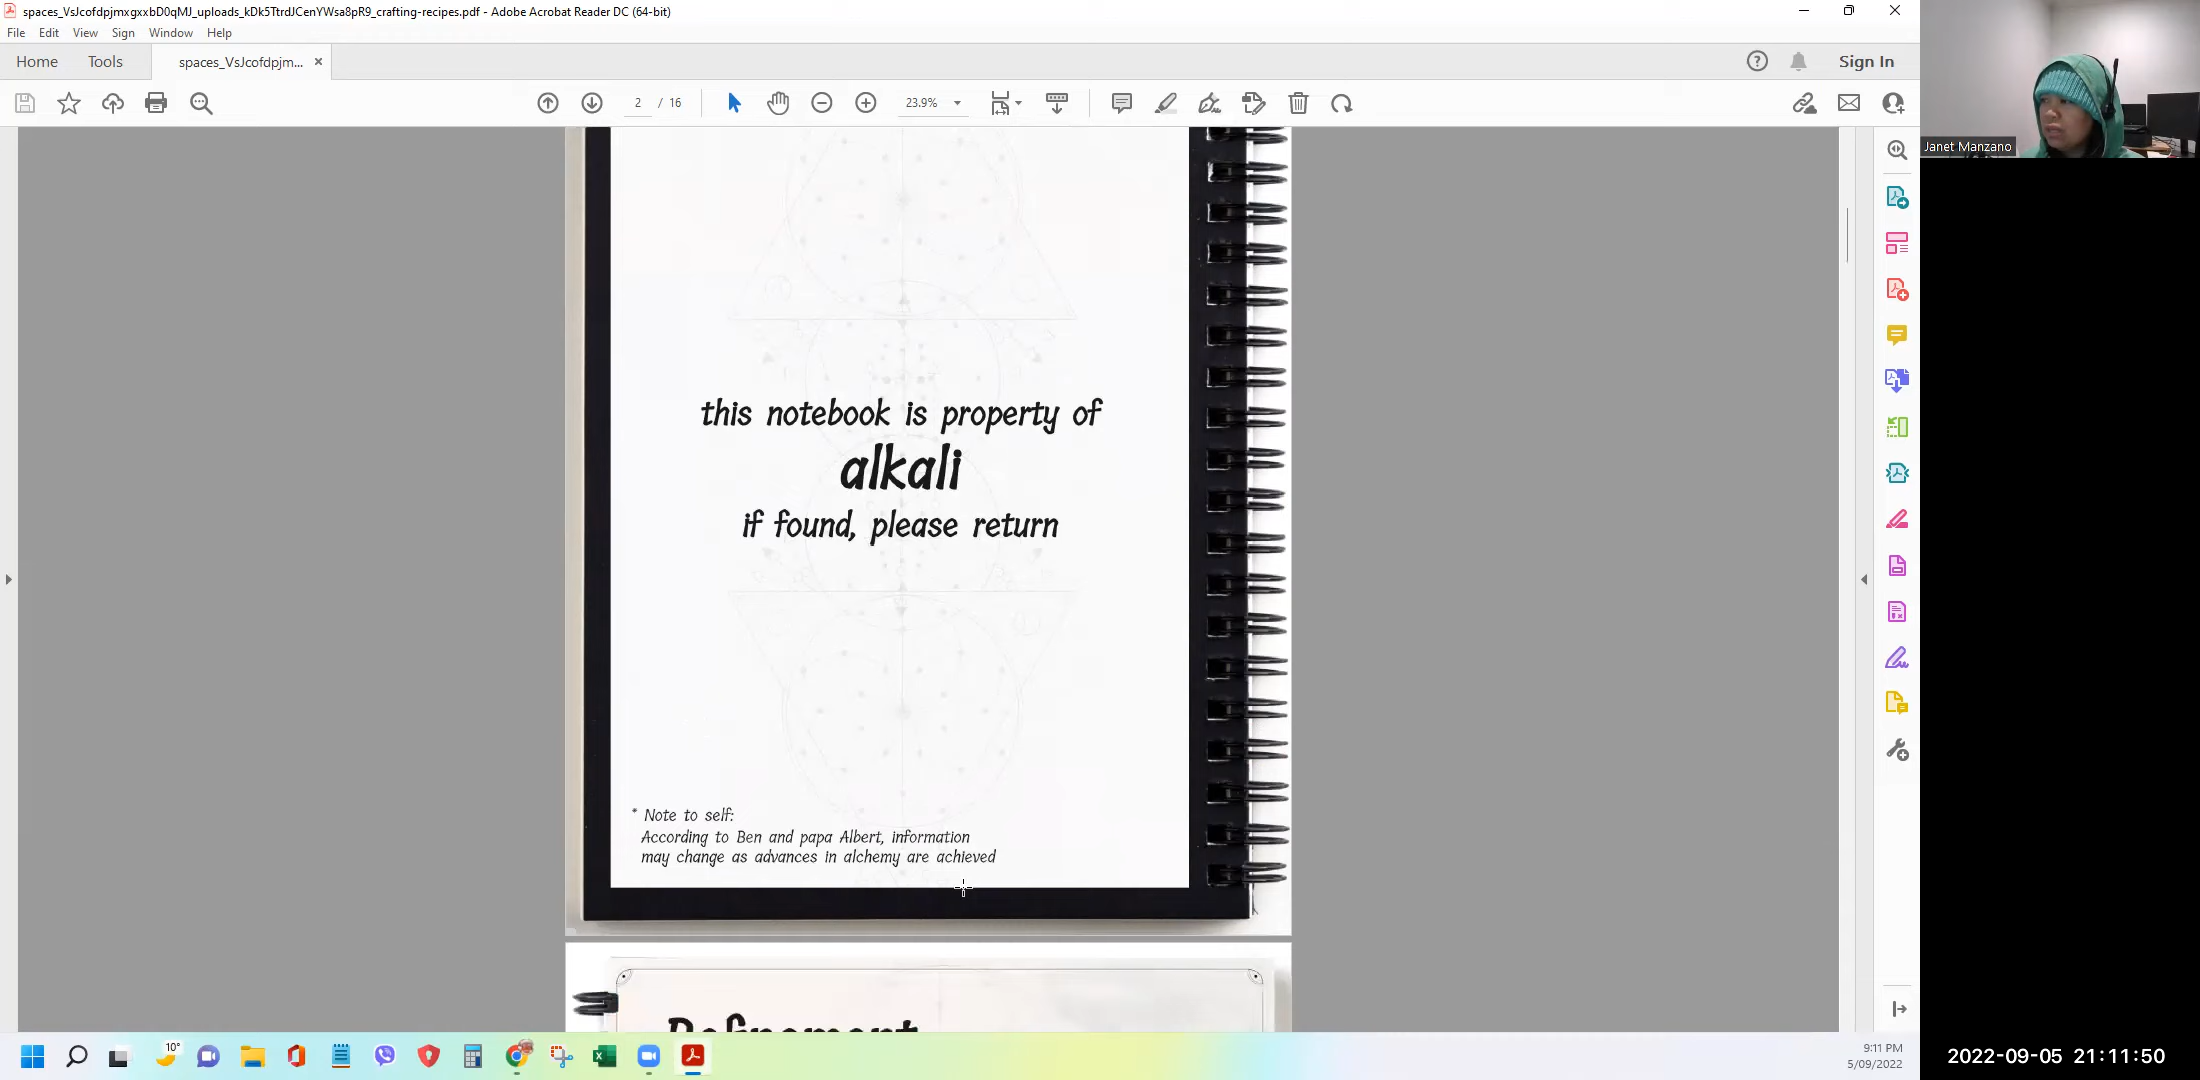 spaces_VsJcofdpjmxgxxbD0qMJ_uploads_kDk5TtrdJCenYWsa8pR9_crafting-recipes.pdf - Adobe Acrobat Reader DC (64-bit)
File Edit View Sign Window Help
Home Tools spaces_VsJcofdpjm... Sign In
2 / 16 23.9%
Janet Manzano
this notebook is property of
alkali
if found, please return
* Note to self:
According to Ben and papa Albert, information
may change as advances in alchemy are achieved
Refinement
10°
9:11 PM
5/09/2022
2022-09-05 21:11:50